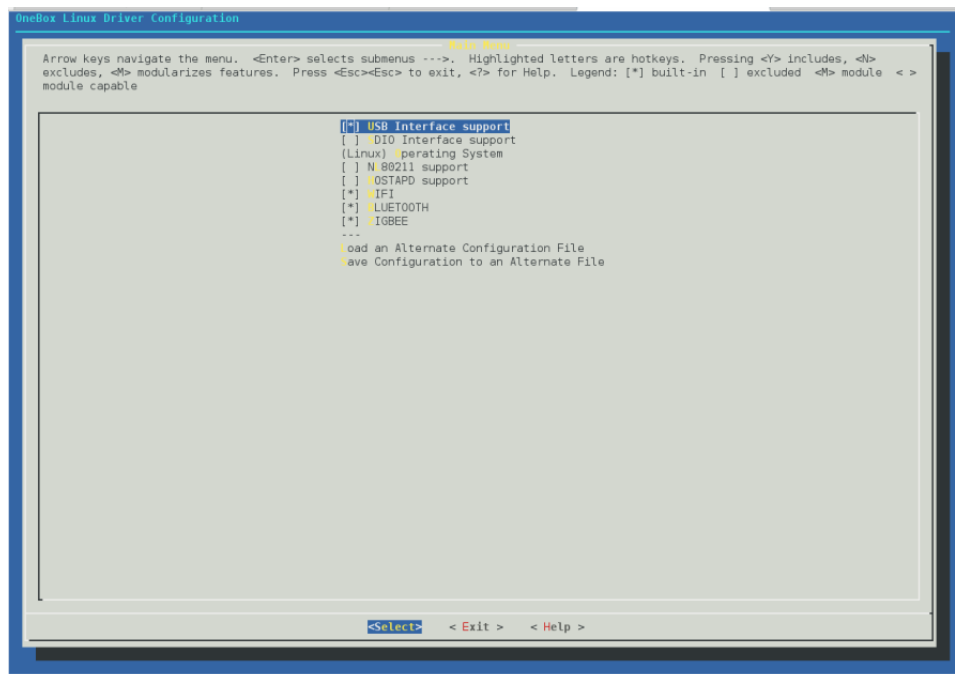 OneBox Linux Driver Configuration
Main Menu
Arrow keys navigate the menu. <Enter> selects submenus --->. Highlighted letters are hotkeys. Pressing <Y> includes, <N>
excludes, <M> modularizes features. Press <Esc><Esc> to exit, <?> for Help. Legend: [*] built-in [ ] excluded <M> module < >
module capable
[*] USB Interface support
[ ] SDIO Interface support
(Linux) Operating System
[ ] NL80211 support
[ ] HOSTAPD support
[*] WIFI
[*] BLUETOOTH
[*] ZIGBEE
---
Load an Alternate Configuration File
Save Configuration to an Alternate File
<Select> < Exit > < Help >